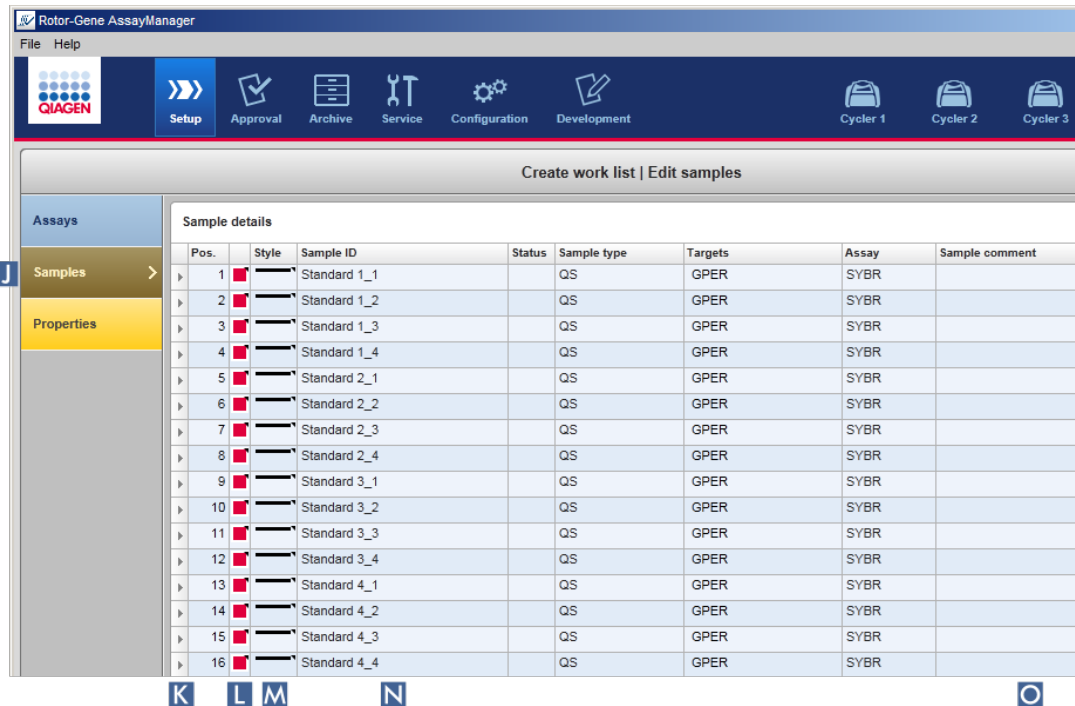 Rotor-Gene AssayManager
File Help
QIAGEN
Setup Approval Archive Service Configuration Development Cycler 1 Cycler 2 Cycler 3
Create work list | Edit samples
Assays
Sample details
Pos. Style Sample ID Status Sample type Targets Assay Sample comment
J Samples
1 Standard 1_1 QS GPER SYBR
2 Standard 1_2 QS GPER SYBR
Properties
3 Standard 1_3 QS GPER SYBR
4 Standard 1_4 QS GPER SYBR
5 Standard 2_1 QS GPER SYBR
6 Standard 2_2 QS GPER SYBR
7 Standard 2_3 QS GPER SYBR
8 Standard 2_4 QS GPER SYBR
9 Standard 3_1 QS GPER SYBR
10 Standard 3_2 QS GPER SYBR
11 Standard 3_3 QS GPER SYBR
12 Standard 3_4 QS GPER SYBR
13 Standard 4_1 QS GPER SYBR
14 Standard 4_2 QS GPER SYBR
15 Standard 4_3 QS GPER SYBR
16 Standard 4_4 QS GPER SYBR
K L M N O